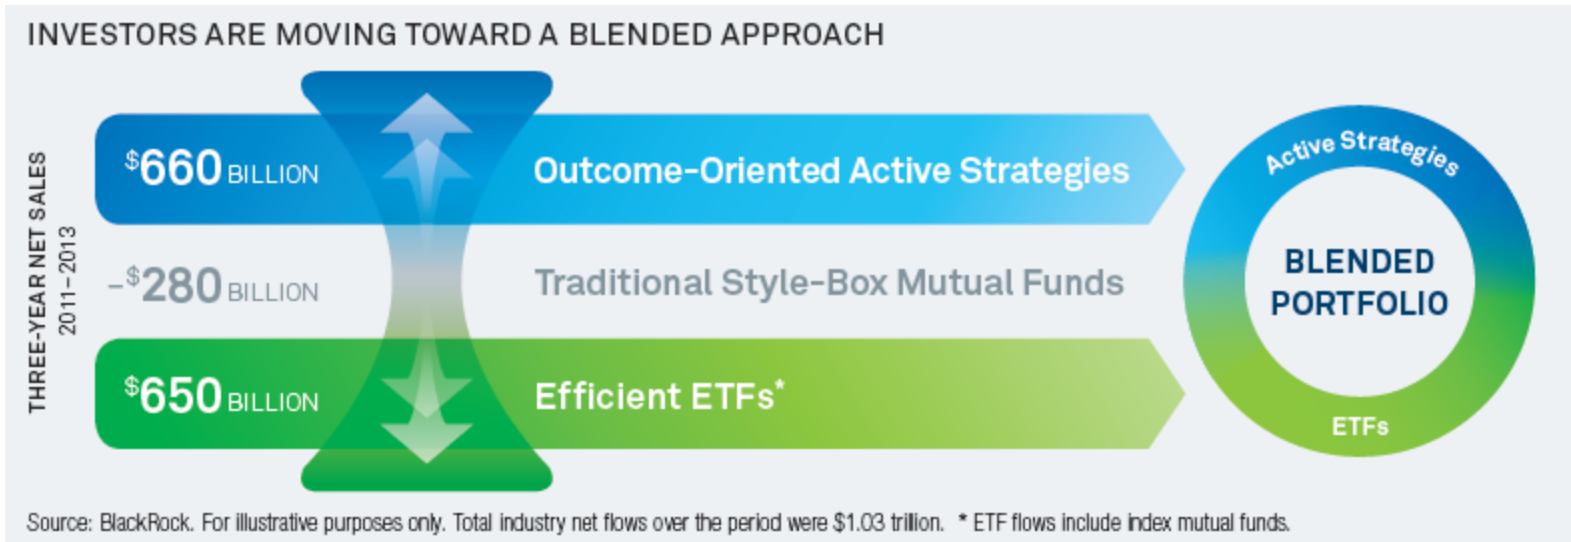 INVESTORS ARE MOVING TOWARD A BLENDED APPROACH
THREE-YEAR NET SALES
2011–2013
$660 BILLION
Outcome-Oriented Active Strategies
–$280 BILLION
Traditional Style-Box Mutual Funds
$650 BILLION
Efficient ETFs*
Active Strategies
BLENDED
PORTFOLIO
ETFs
Source: BlackRock. For illustrative purposes only. Total industry net flows over the period were $1.03 trillion. * ETF flows include index mutual funds.